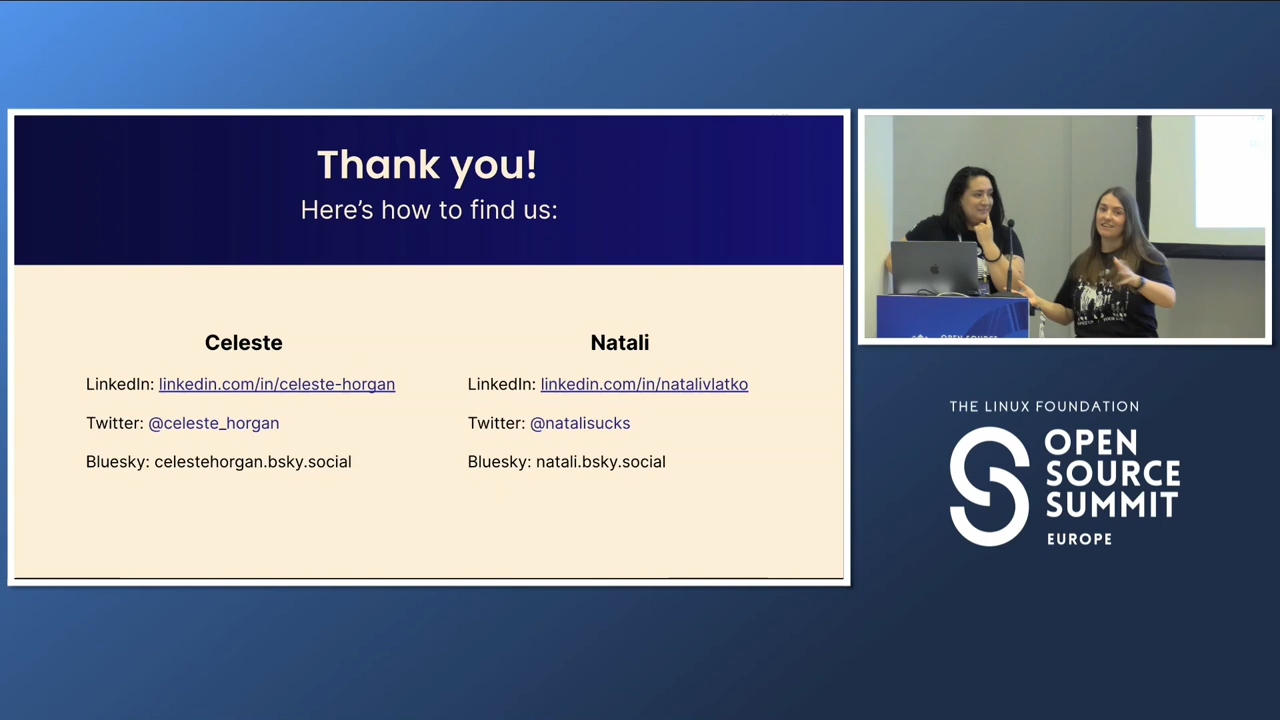 Thank you!
Here's how to find us:
Celeste
LinkedIn: linkedin.com/in/celeste-horgan
Twitter: @celeste_horgan
Bluesky: celestehorgan.bsky.social
Natali
LinkedIn: linkedin.com/in/natalivlatko
Twitter: @natalisucks
Bluesky: natali.bsky.social
OPEN SOURCE
THE LINUX FOUNDATION
OPEN
SOURCE
SUMMIT
EUROPE